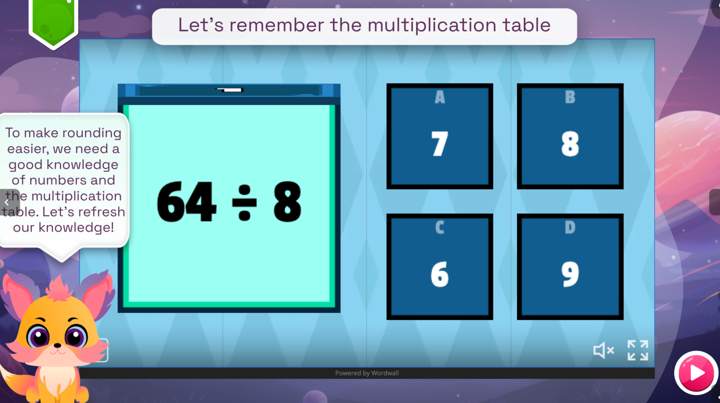 Let's remember the multiplication table
To make rounding
easier, we need a
good knowledge
of numbers and
the multiplication
table. Let's refresh
our knowledge!
64 ÷ 8
A
7
B
8
C
6
D
9
Powered by Wordwall